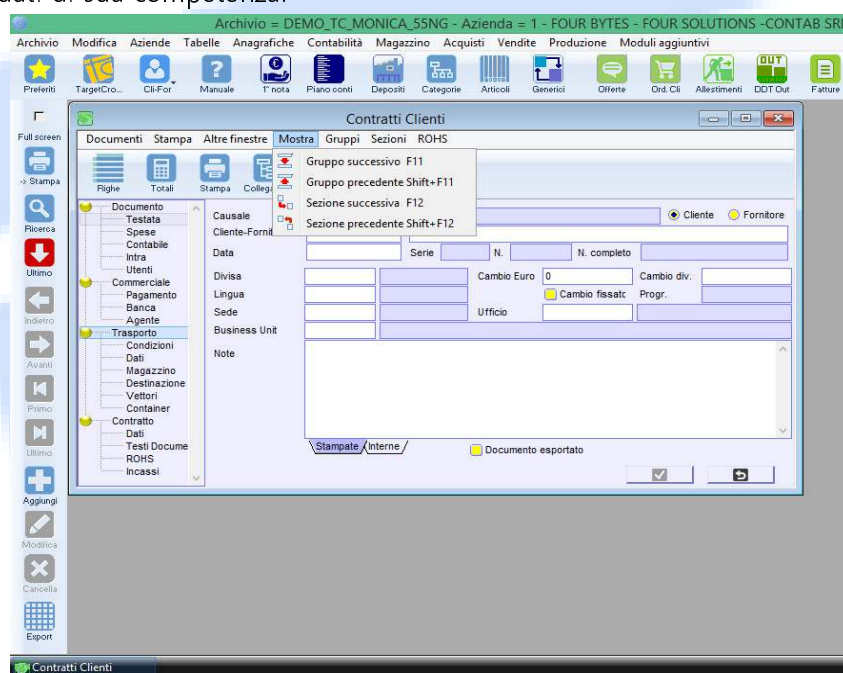 dati di sua competenza.
Archivio = DEMO_TC_MONICA_55NG - Azienda = 1 - FOUR BYTES - FOUR SOLUTIONS -CONTAB SRL
Archivio Modifica Aziende Tabelle Anagrafiche Contabilità Magazzino Acquisti Vendite Produzione Moduli aggiuntivi
OUT
Preferiti TargetCro... Cli-For Manuale 1° nota Piano conti Depositi Categorie Articoli Generici Offerte Ord. Cli Allestimenti DDT Out Fatture
Full screen
-> Stampa
Ricerca
Ultimo
Indietro
Avanti
Primo
Ultimo
Aggiungi
Modifica
Cancella
Export
Contratti Clienti
Documenti Stampa Altre finestre Mostra Gruppi Sezioni ROHS
Righe Totali Stampa
Gruppo successivo F11
Gruppo precedente Shift+F11
Sezione successiva F12
Sezione precedente Shift+F12
Documento
Testata
Spese
Contabile
Intra
Utenti
Commerciale
Pagamento
Banca
Agente
Trasporto
Condizioni
Dati
Magazzino
Destinazione
Vettori
Container
Contratto
Dati
Testi Docume
ROHS
Incassi
Causale Cliente Fornitore
Cliente-Fornit
Data Serie N. N. completo
Divisa Cambio Euro 0 Cambio div.
Lingua Cambio fissatc Progr.
Sede Ufficio
Business Unit
Note
Stampate Interne
Documento esportato
Contratti Clienti